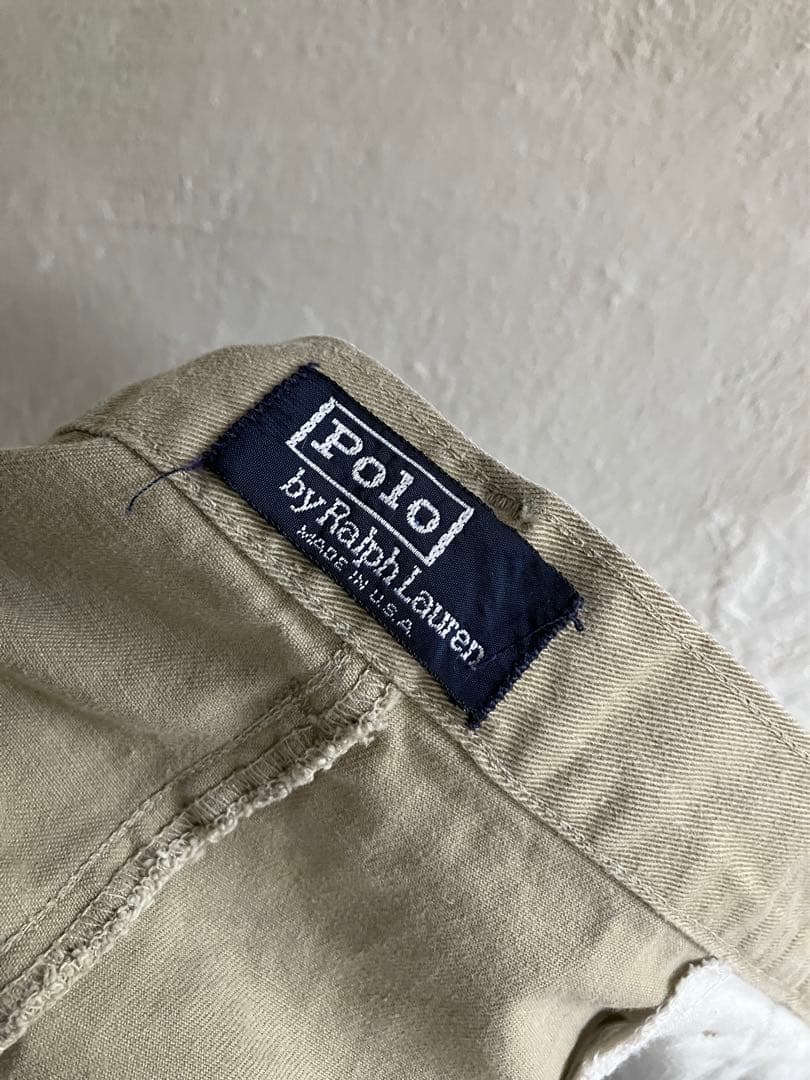 Polo
by Ralph Lauren
MADE IN U.S.A.